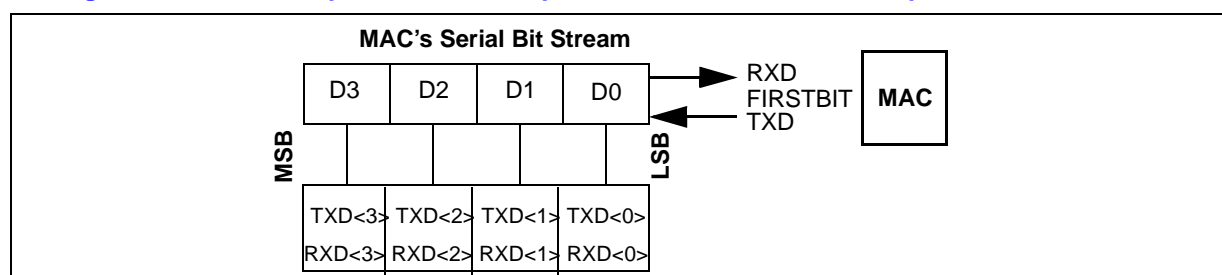 MAC's Serial Bit Stream
D3 D2 D1 D0
RXD
FIRSTBIT
TXD
MAC
MSB
LSB
TXD<3> TXD<2> TXD<1> TXD<0>
RXD<3> RXD<2> RXD<1> RXD<0>